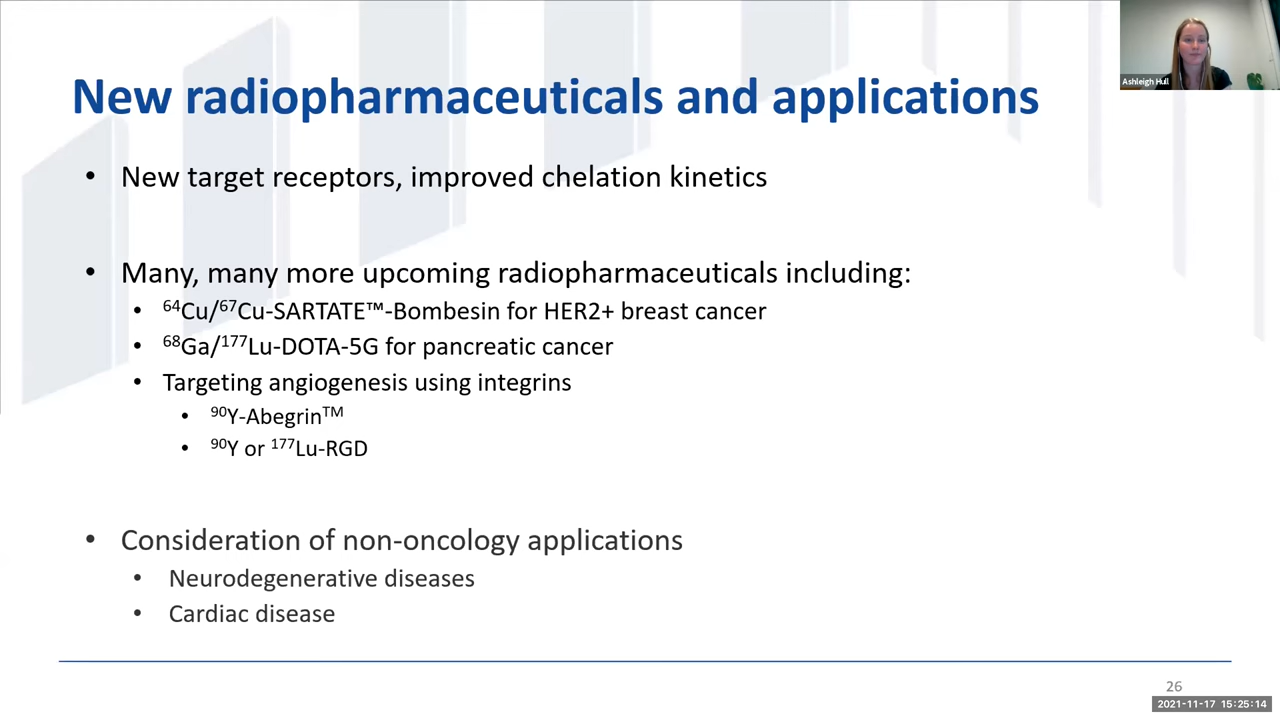 Ashleigh Hull
New radiopharmaceuticals and applications
• New target receptors, improved chelation kinetics
• Many, many more upcoming radiopharmaceuticals including:
• ⁶⁴Cu/⁶⁷Cu-SARTATE™-Bombesin for HER2+ breast cancer
• ⁶⁸Ga/¹⁷⁷Lu-DOTA-5G for pancreatic cancer
• Targeting angiogenesis using integrins
• ⁹⁰Y-Abegrin™
• ⁹⁰Y or ¹⁷⁷Lu-RGD
• Consideration of non-oncology applications
• Neurodegenerative diseases
• Cardiac disease
26
2021-11-17 15:25:14